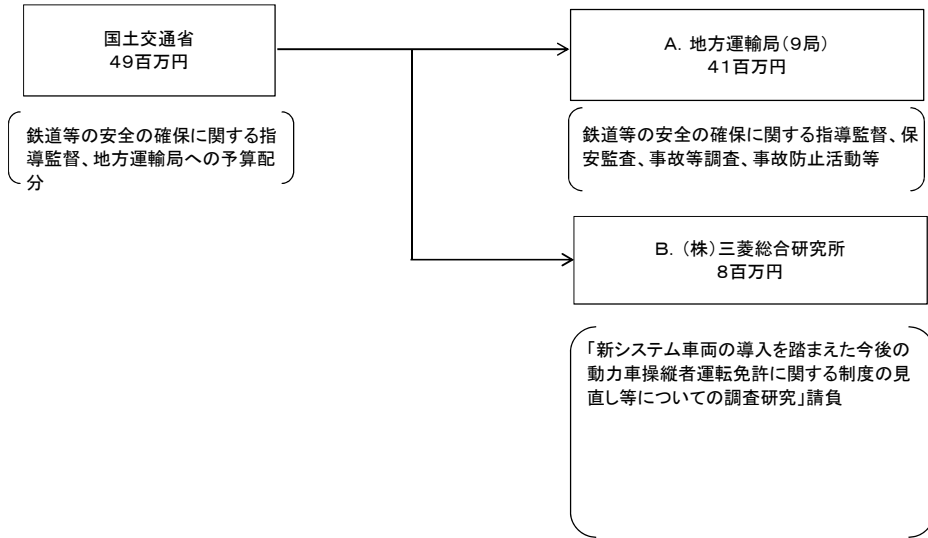 国土交通省
49百万円
鉄道等の安全の確保に関する指
導監督、地方運輸局への予算配
分
A．地方運輸局（9局）
41百万円
鉄道等の安全の確保に関する指導監督、保
安監査、事故等調査、事故防止活動等
B．（株）三菱総合研究所
8百万円
「新システム車両の導入を踏まえた今後の
動力車操縦者運転免許に関する制度の見
直し等についての調査研究」請負